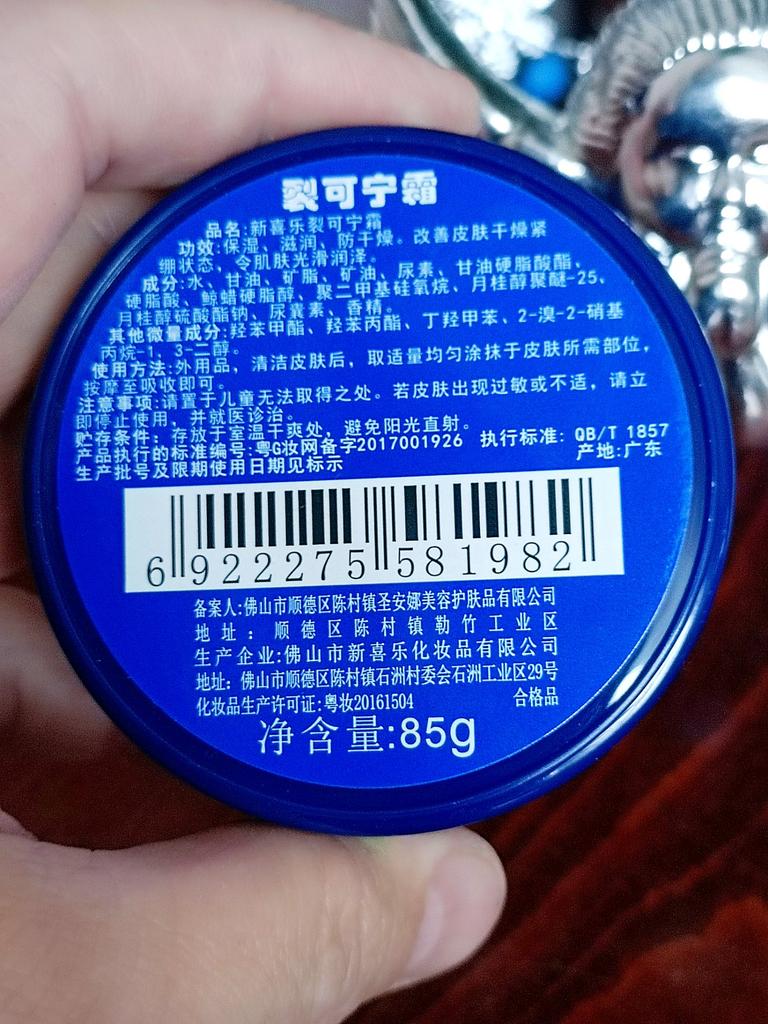 裂可宁霜
品名:新喜乐裂可宁霜
功效:保湿、滋润、防干燥。改善皮肤干燥紧
绷状态，令肌肤光滑润泽。
成分:水、甘油、矿脂、矿油、尿素、甘油硬脂酸酯、
硬脂酸、鲸蜡硬脂醇、聚二甲基硅氧烷、月桂醇聚醚-25、
月桂醇硫酸酯钠、尿囊素、香精。
其他微量成分:羟苯甲酯、羟苯丙酯、丁羟甲苯、2-溴-2-硝基
丙烷-1、3-二醇。
使用方法:外用品，清洁皮肤后，取适量均匀涂抹于皮肤所需部位，
按摩至吸收即可。
注意事项:请置于儿童无法取得之处。若皮肤出现过敏或不适，请立
即停止使用，并就医诊治。
贮存条件：存放于室温干爽处，避免阳光直射。
产品执行的标准编号:粤G妆网备字2017001926 执行标准：QB/T 1857
生产批号及限期使用日期见标示 产地:广东
6 922275 581982
备案人:佛山市顺德区陈村镇圣安娜美容护肤品有限公司
地址：顺德区陈村镇勒竹工业区
生产企业:佛山市新喜乐化妆品有限公司
地址：佛山市顺德区陈村镇石洲村委会石洲工业区29号
化妆品生产许可证:粤妆20161504 合格品
净含量:85g